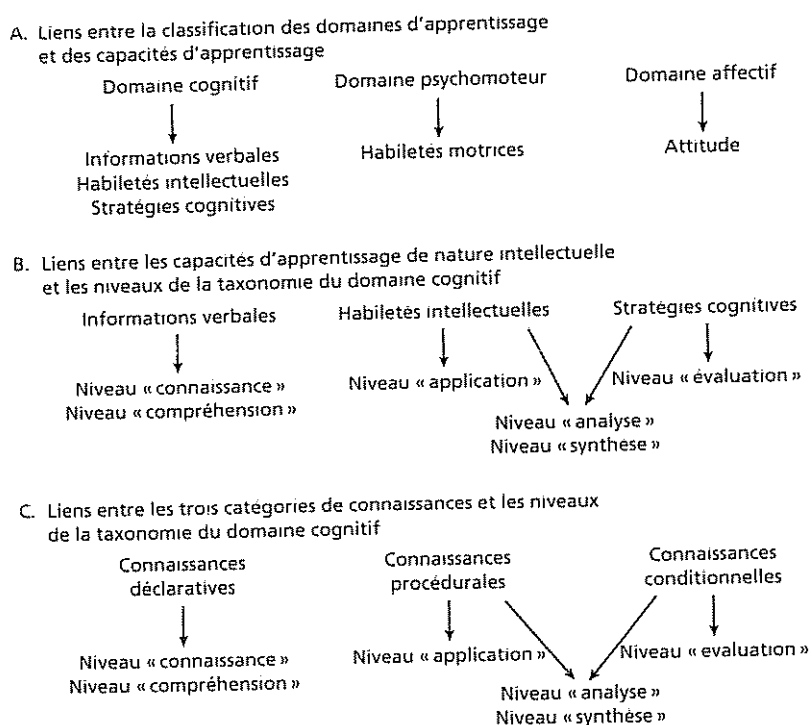 A. Liens entre la classification des domaines d'apprentissage
et des capacités d'apprentissage
Domaine cognitif
Domaine psychomoteur
Domaine affectif
Informations verbales
Habiletés intellectuelles
Stratégies cognitives
Habiletés motrices
Attitude
B. Liens entre les capacités d'apprentissage de nature intellectuelle
et les niveaux de la taxonomie du domaine cognitif
Informations verbales
Habiletés intellectuelles
Stratégies cognitives
Niveau « connaissance »
Niveau « compréhension »
Niveau « application »
Niveau « évaluation »
Niveau « analyse »
Niveau « synthèse »
C. Liens entre les trois catégories de connaissances et les niveaux
de la taxonomie du domaine cognitif
Connaissances
déclaratives
Connaissances
procédurales
Connaissances
conditionnelles
Niveau « connaissance »
Niveau « compréhension »
Niveau « application »
Niveau « evaluation »
Niveau « analyse »
Niveau « synthèse »